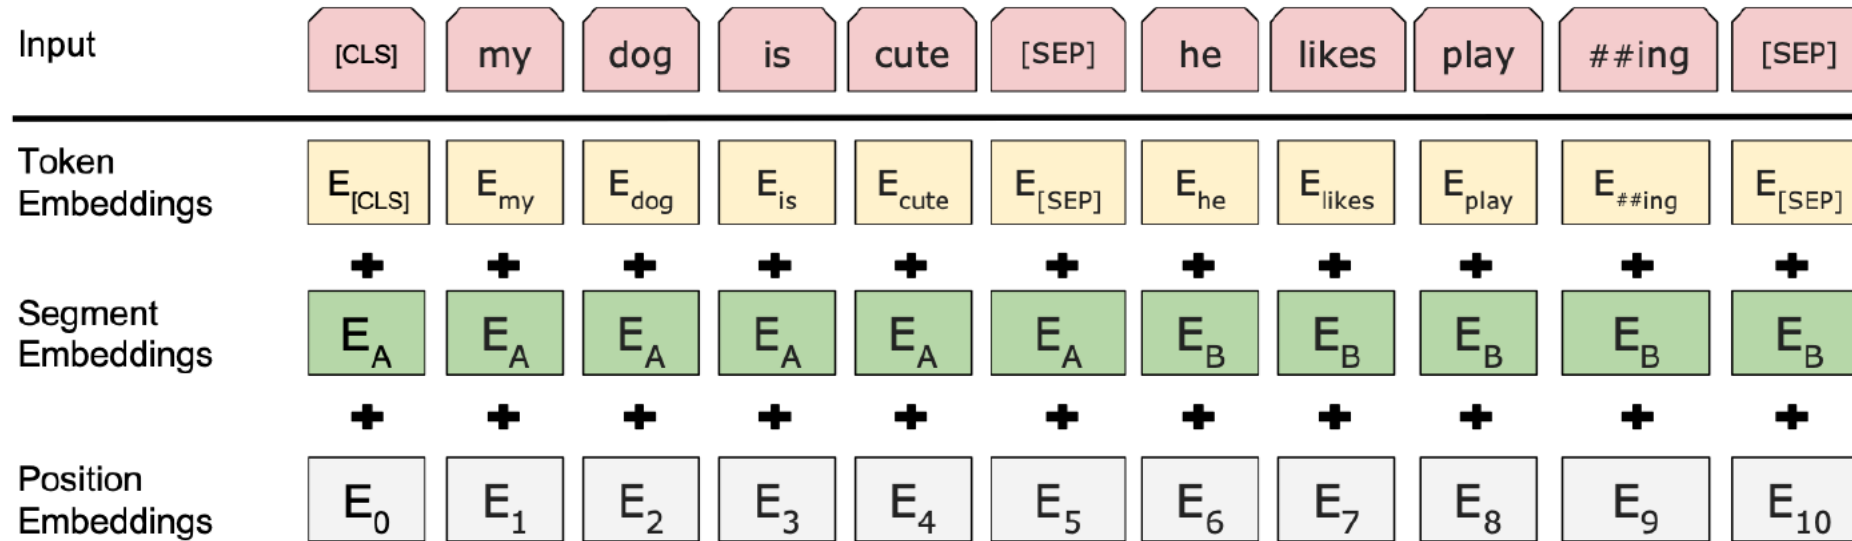 Input [CLS] my dog is cute [SEP] he likes play ##ing [SEP]
Token
Embeddings
E[CLS] Emy Edog Eis Ecute E[SEP] Ehe Elikes Eplay E##ing E[SEP]
+ + + + + + + + + + +
Segment
Embeddings
EA EA EA EA EA EA EB EB EB EB EB
+ + + + + + + + + + +
Position
Embeddings
E0 E1 E2 E3 E4 E5 E6 E7 E8 E9 E10